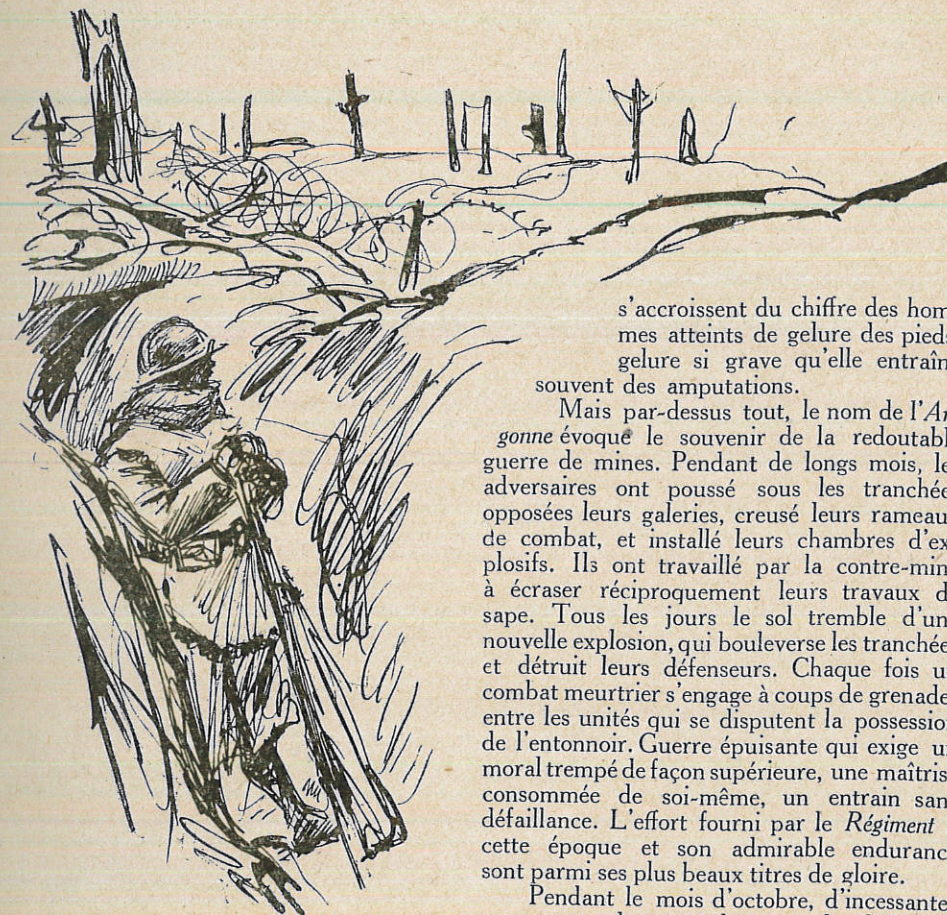 s'accroissent du chiffre des hom
mes atteints de gelure des pied
gelure si grave qu'elle entraîn
souvent des amputations.
Mais par-dessus tout, le nom de l'Ar
gonne évoque le souvenir de la redoutabl
guerre de mines. Pendant de longs mois, le
adversaires ont poussé sous les tranchée
opposées leurs galeries, creusé leurs rameau
de combat, et installé leurs chambres d'ex
plosifs. Ils ont travaillé par la contre-min
à écraser réciproquement leurs travaux d
sape. Tous les jours le sol tremble d'un
nouvelle explosion, qui bouleverse les tranchée
et détruit leurs défenseurs. Chaque fois u
combat meurtrier s'engage à coups de grenade
entre les unités qui se disputent la possessio
de l'entonnoir. Guerre épuisante qui exige u
moral trempé de façon supérieure, une maîtris
consommée de soi-même, un entrain san
défaillance. L'effort fourni par le Régiment
cette époque et son admirable enduranc
sont parmi ses plus beaux titres de gloire.
Pendant le mois d'octobre, d'incessante